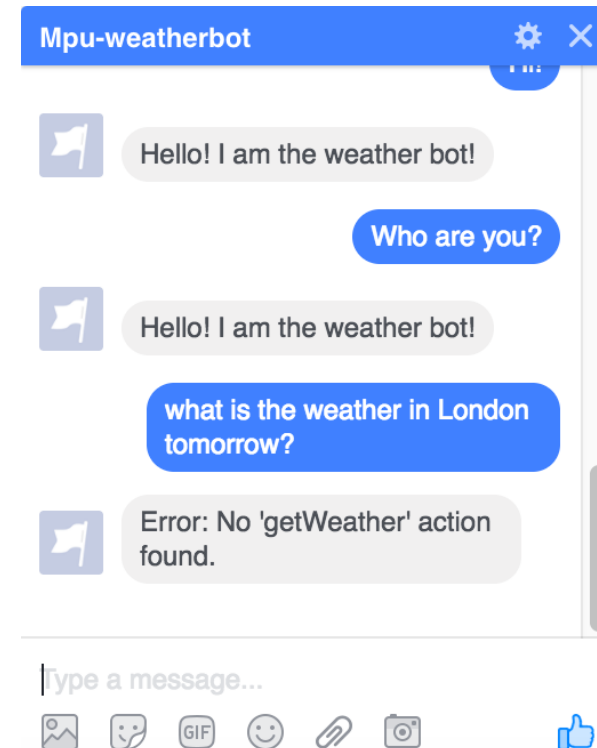 Mpu-weatherbot
Hello! I am the weather bot!
Who are you?
Hello! I am the weather bot!
what is the weather in London
tomorrow?
Error: No 'getWeather' action
found.
Type a message...
GIF